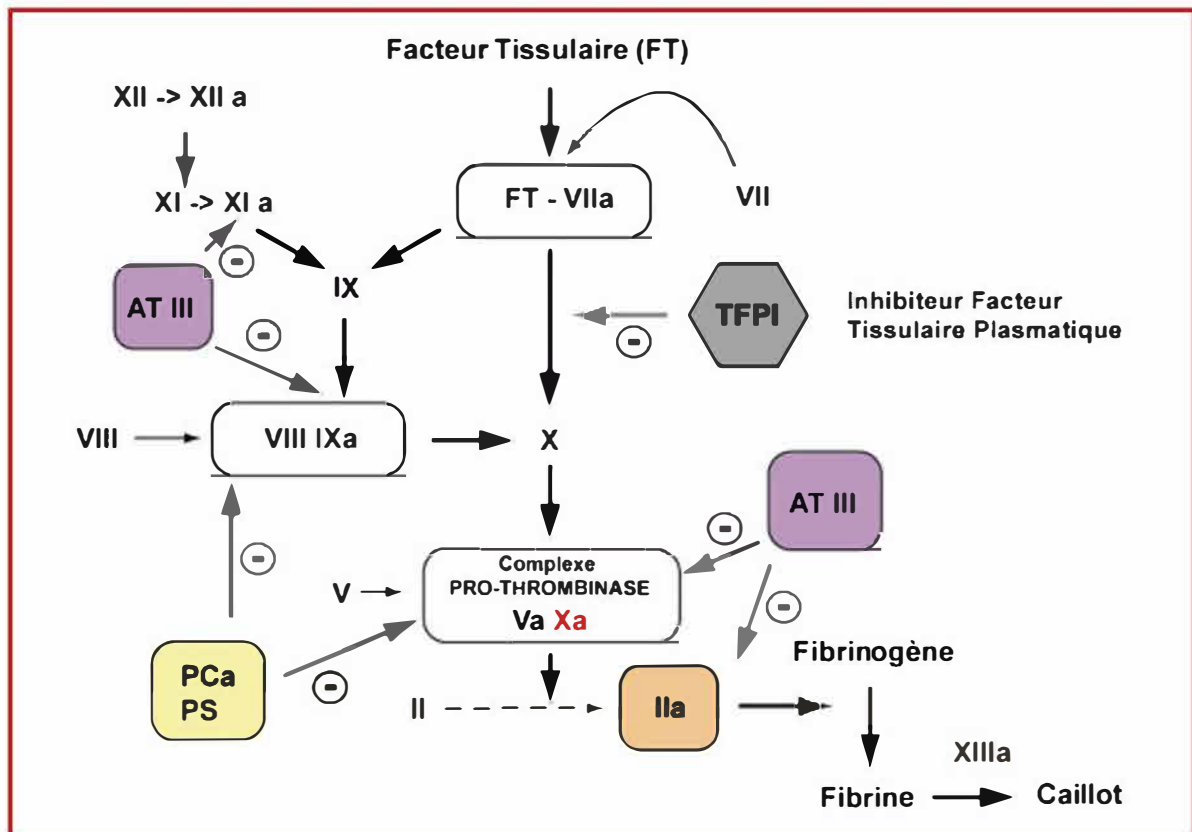 Facteur Tissulaire (FT)
XII -> XII a
XI -> XI a
FT - VIIa
VII
AT III
-
IX
TFPI
Inhibiteur Facteur
Tissulaire Plasmatique
-
-
VIII
VIII IXa
X
AT III
-
-
Complexe
PRO-THROMBINASE
V
Va Xa
-
-
PCa
PS
-
II
IIa
Fibrinogène
XIIIa
Fibrine
Caillot